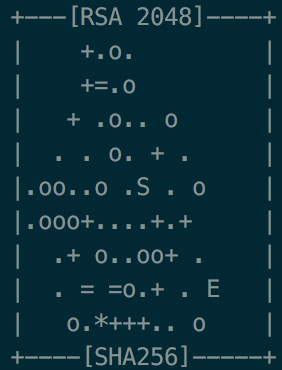 +---[RSA 2048]----+
|    +.o.         |
|    +=.o         |
|   + .o.. o      |
|  . . o. + .     |
|.oo..o .S . o    |
|.ooo+....+.+     |
|  .+ o..oo+ .    |
|  . = =o.+ . E   |
|   o.*+++.. o    |
+----[SHA256]-----+